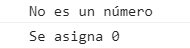 No es un número
Se asigna 0